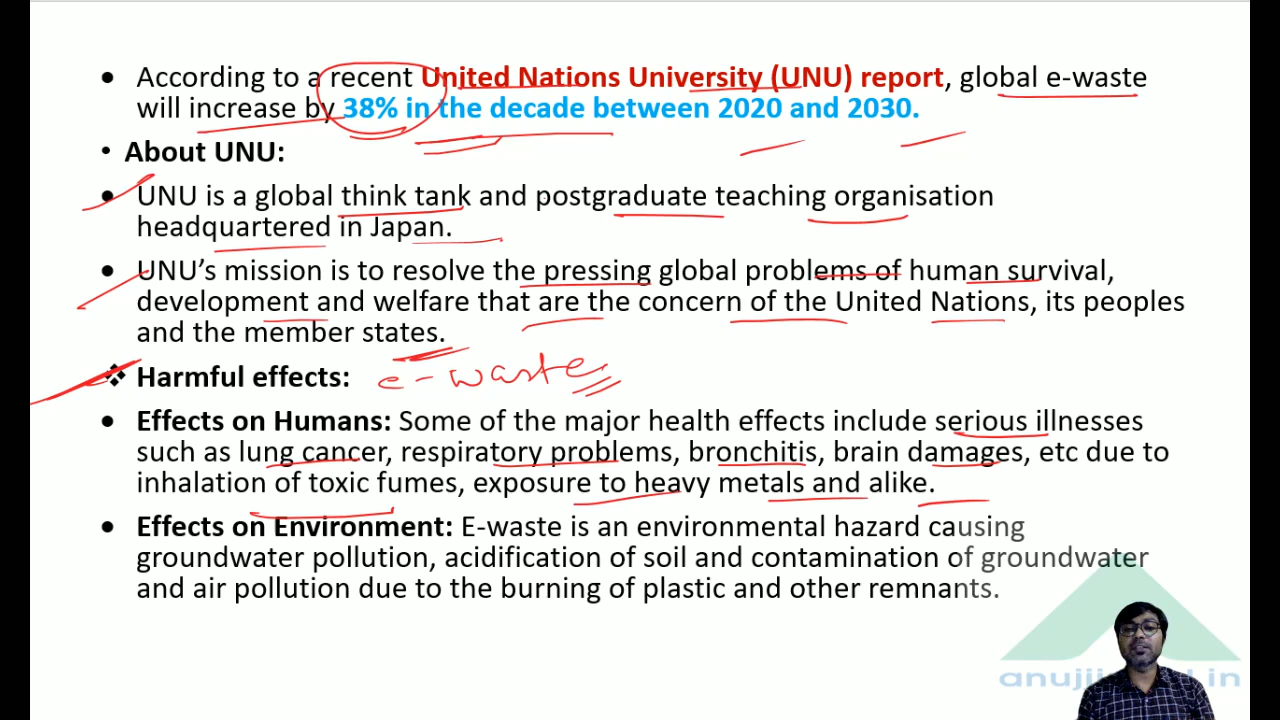 • According to a recent United Nations University (UNU) report, global e-waste
will increase by 38% in the decade between 2020 and 2030.
• About UNU:
• UNU is a global think tank and postgraduate teaching organisation
headquartered in Japan.
• UNU’s mission is to resolve the pressing global problems of human survival,
development and welfare that are the concern of the United Nations, its peoples
and the member states.
❖ Harmful effects: e-waste
• Effects on Humans: Some of the major health effects include serious illnesses
such as lung cancer, respiratory problems, bronchitis, brain damages, etc due to
inhalation of toxic fumes, exposure to heavy metals and alike.
• Effects on Environment: E-waste is an environmental hazard causing
groundwater pollution, acidification of soil and contamination of groundwater
and air pollution due to the burning of plastic and other remnants.